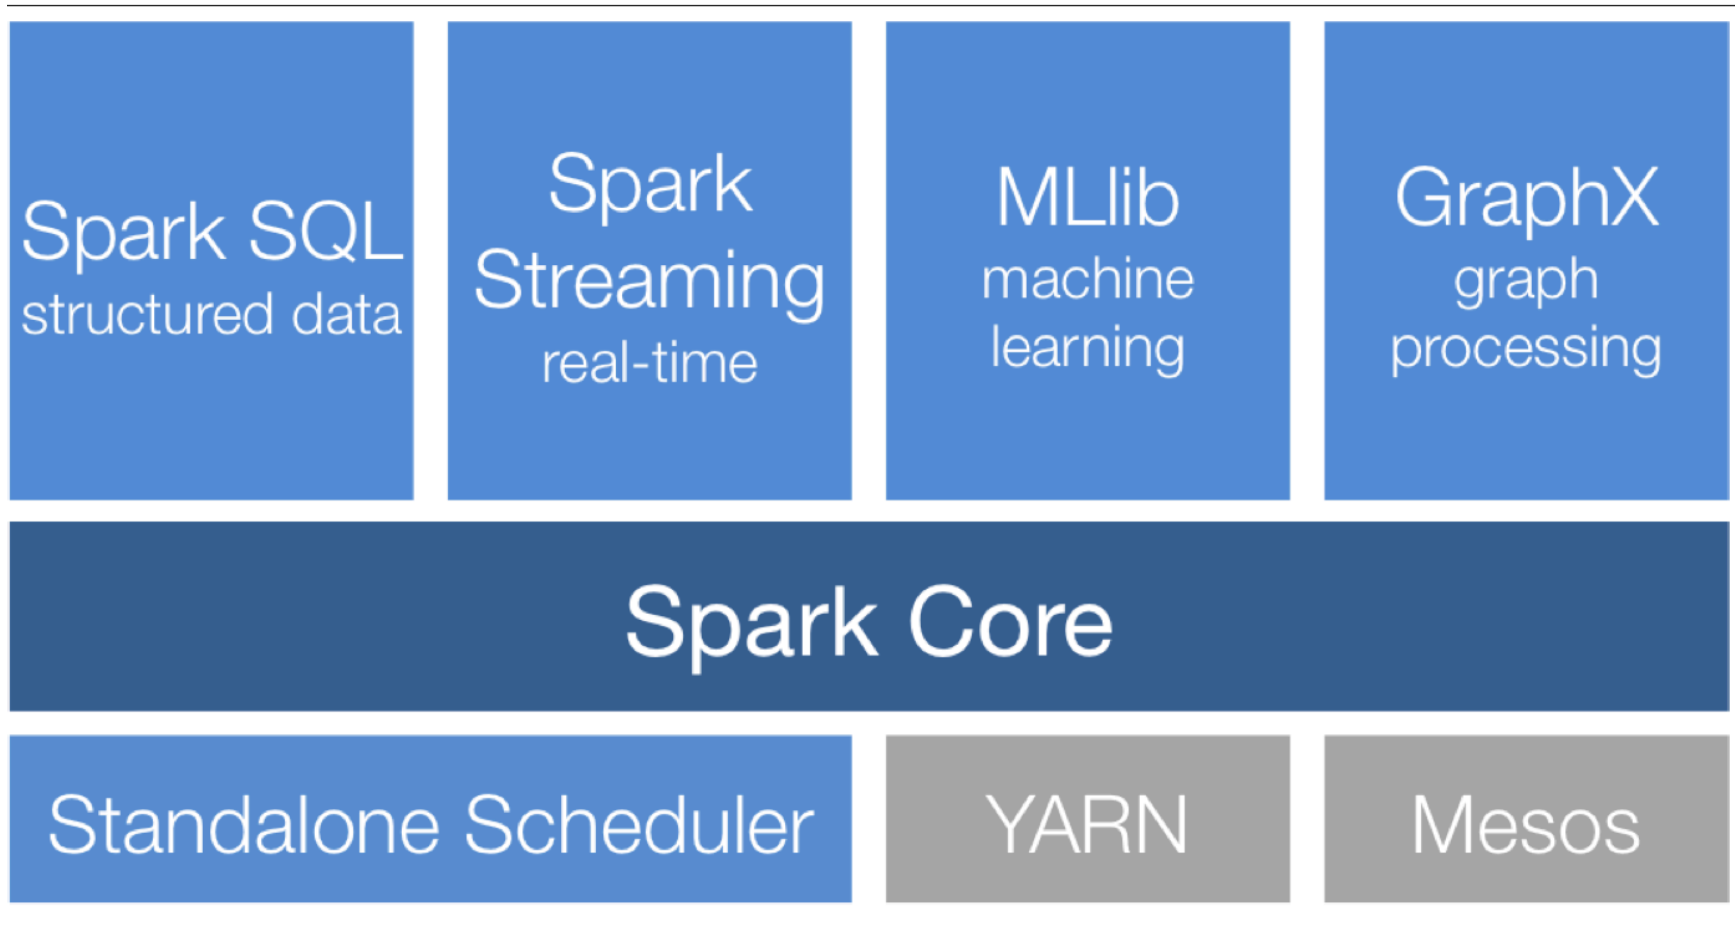 Spark SQL
structured data
Spark
Streaming
real-time
MLlib
machine
learning
GraphX
graph
processing
Spark Core
Standalone Scheduler
YARN
Mesos